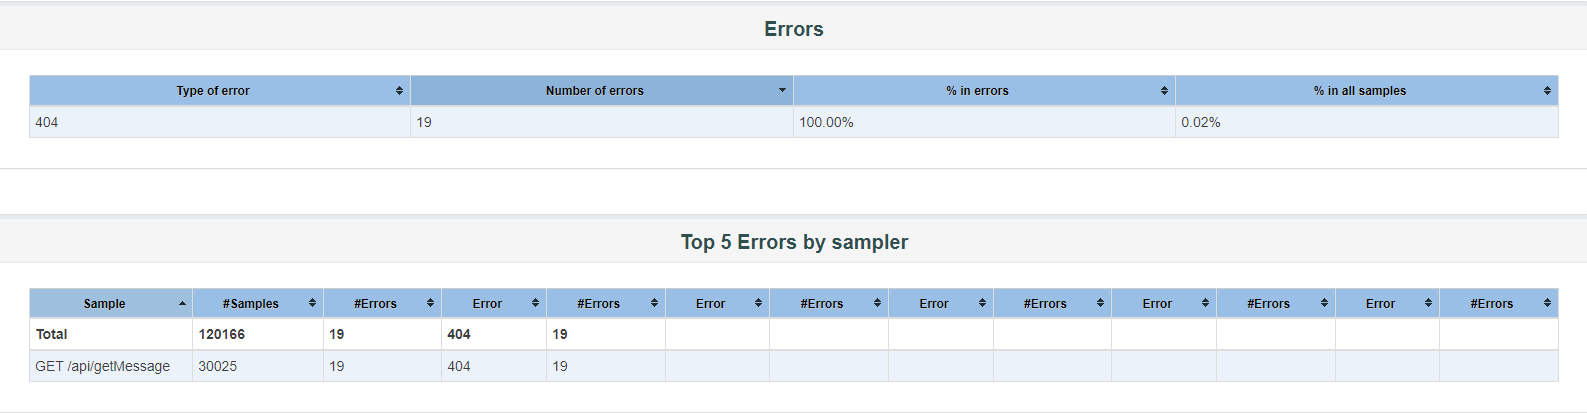 Errors
Type of error Number of errors % in errors % in all samples
404 19 100.00% 0.02%
Top 5 Errors by sampler
Sample #Samples #Errors Error #Errors Error #Errors Error #Errors Error #Errors Error #Errors
Total 120166 19 404 19
GET /api/getMessage 30025 19 404 19